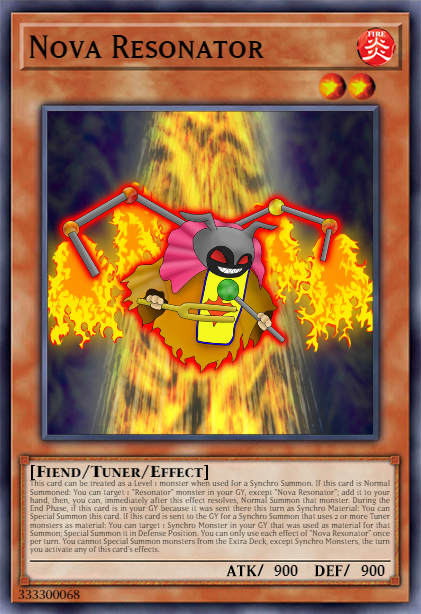 Nova Resonator
FIRE
炎
[Fiend/Tuner/Effect]
This card can be treated as a Level 1 monster when used for a Synchro Summon. If this card is Normal
Summoned: You can target 1 "Resonator" monster in your GY, except "Nova Resonator"; add it to your
hand, then, you can, immediately after this effect resolves, Normal Summon that monster. During the
End Phase, if this card is in your GY because it was sent there this turn as Synchro Material: You can
Special Summon this card. If this card is sent to the GY for a Synchro Summon that uses 2 or more Tuner
monsters as material: You can target 1 Synchro Monster in your GY that was used as material for that
Summon; Special Summon it in Defense Position. You can only use each effect of "Nova Resonator" once
per turn. You cannot Special Summon monsters from the Extra Deck, except Synchro Monsters, the turn
you activate any of this card's effects.
ATK/ 900 DEF/ 900
333300068